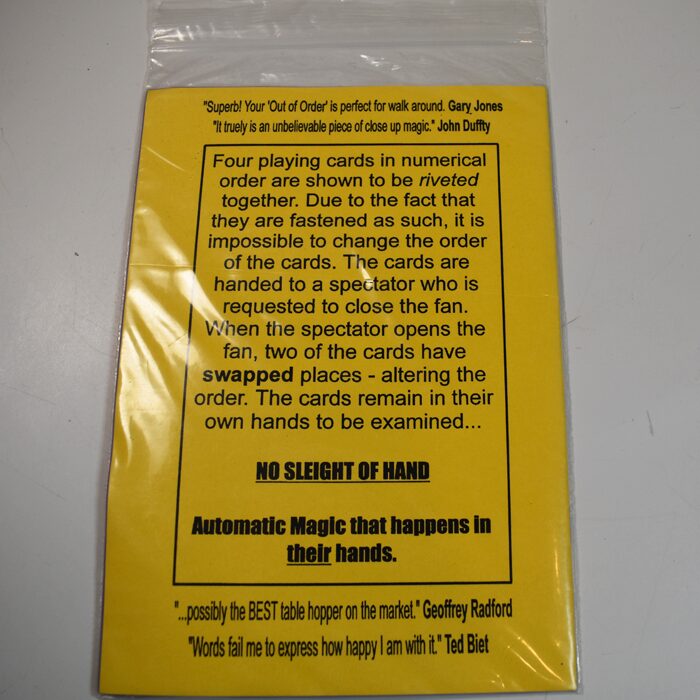 "Superb! Your 'Out of Order' is perfect for walk around. Gary Jones
"It truely is an unbelievable piece of close up magic." John Duffty
Four playing cards in numerical
order are shown to be riveted
together. Due to the fact that
they are fastened as such, it is
impossible to change the order
of the cards. The cards are
handed to a spectator who is
requested to close the fan.
When the spectator opens the
fan, two of the cards have
swapped places - altering the
order. The cards remain in their
own hands to be examined...
NO SLEIGHT OF HAND
Automatic Magic that happens in
their hands.
"...possibly the BEST table hopper on the market." Geoffrey Radford
"Words fail me to express how happy I am with it." Ted Biet